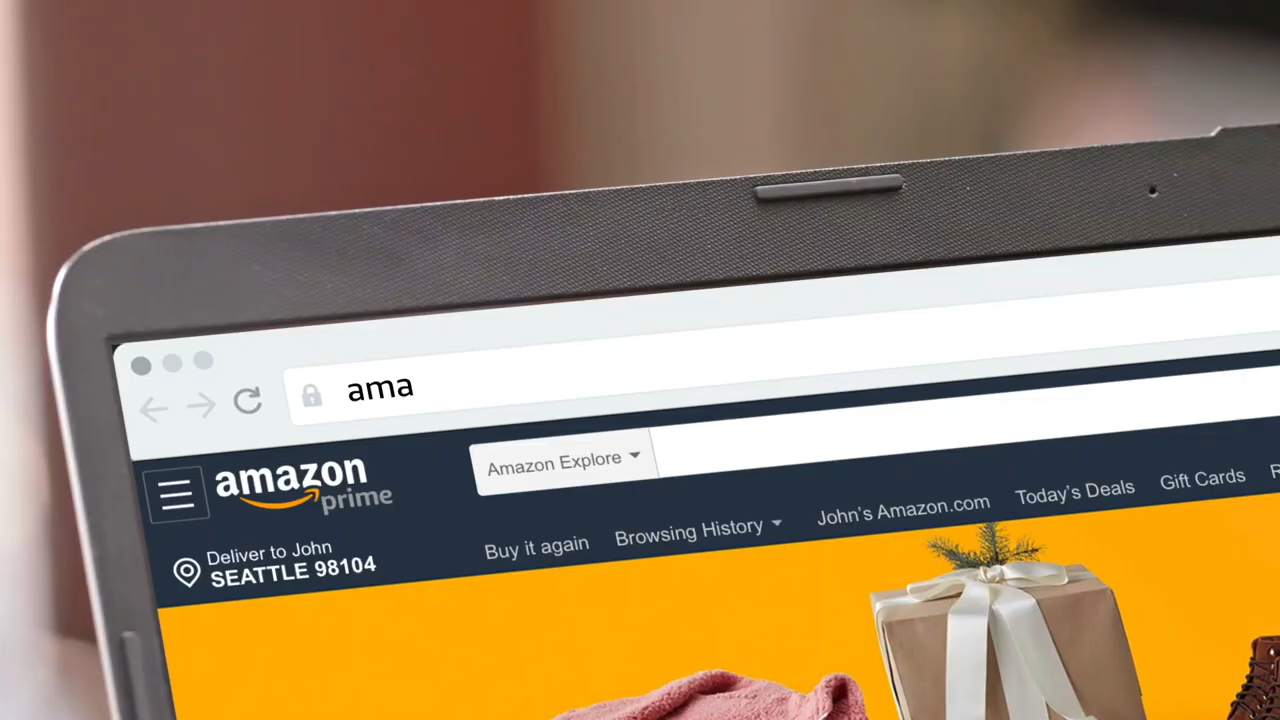 ama
amazon
prime
Amazon Explore
Deliver to John
SEATTLE 98104
Buy it again
Browsing History
John's Amazon.com
Today's Deals
Gift Cards